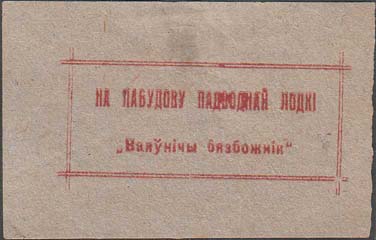 НА ПАБУДОВУ ПАДВОДНАЙ ЛОДКІ
„Ваяўнічы бязбожнік“